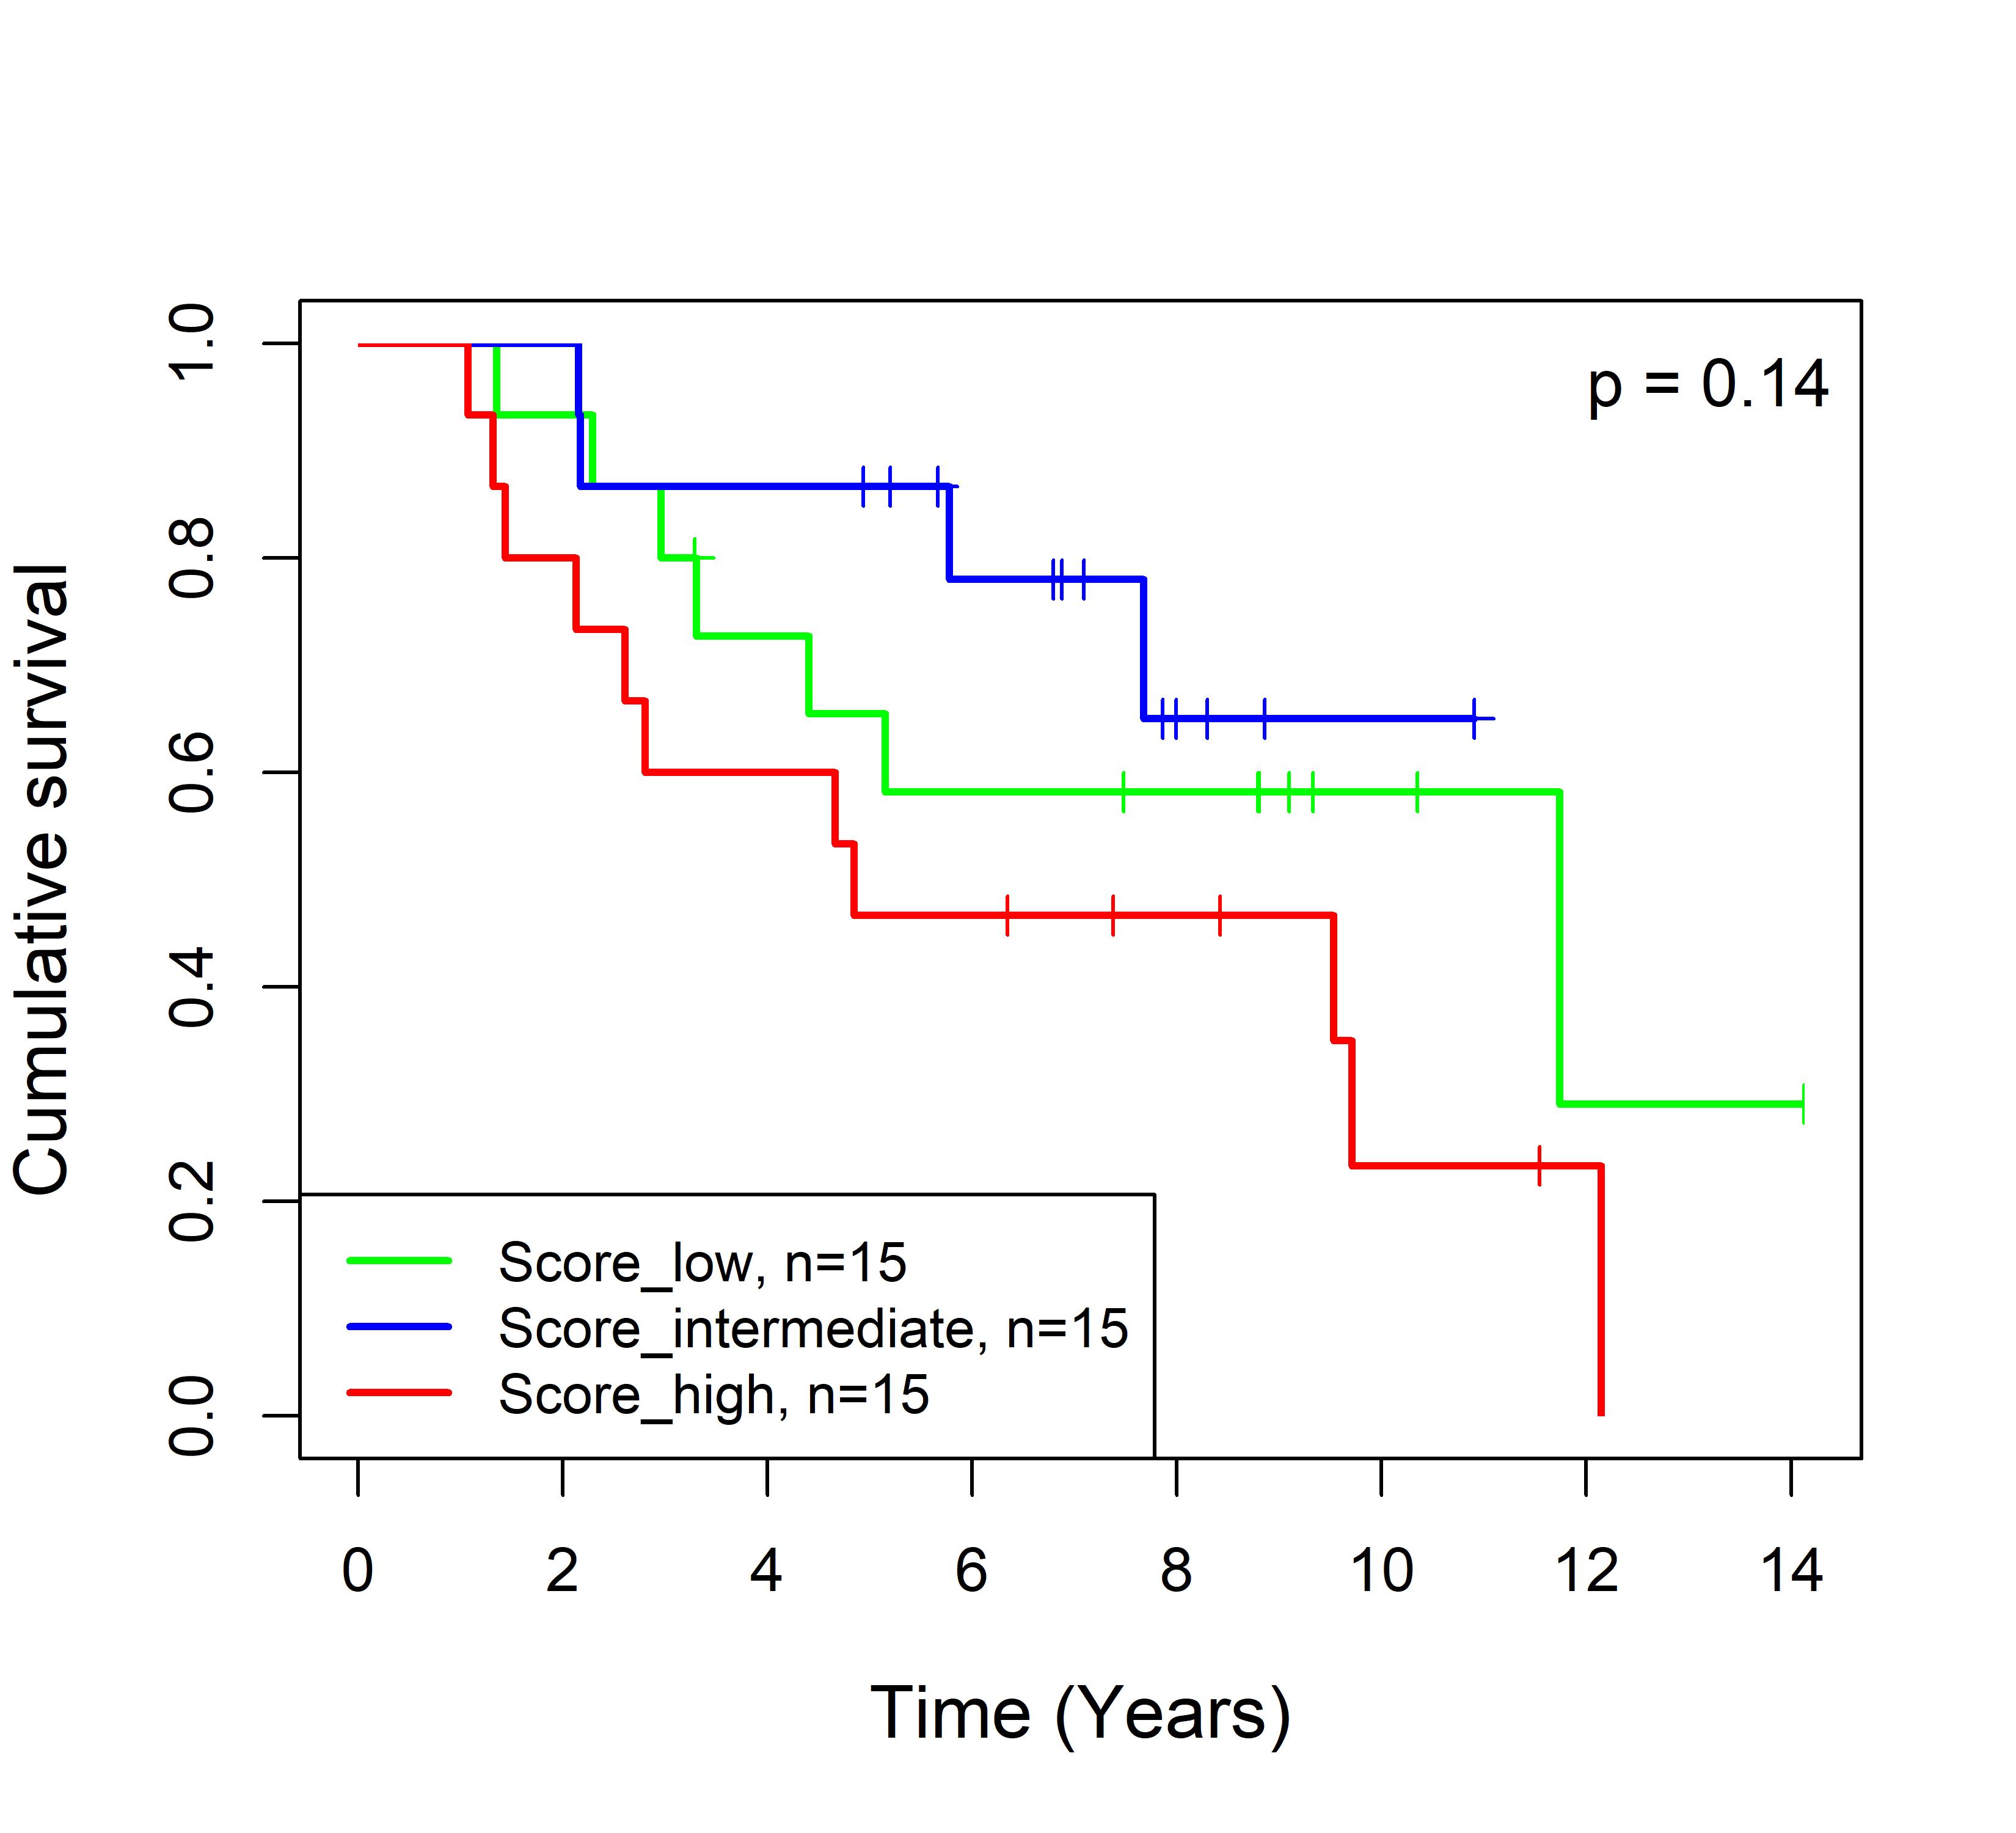 p = 0.14
Cumulative survival
1.0
0.8
0.6
0.4
0.2
0.0
Score_low, n=15
Score_intermediate, n=15
Score_high, n=15
0 2 4 6 8 10 12 14
Time (Years)